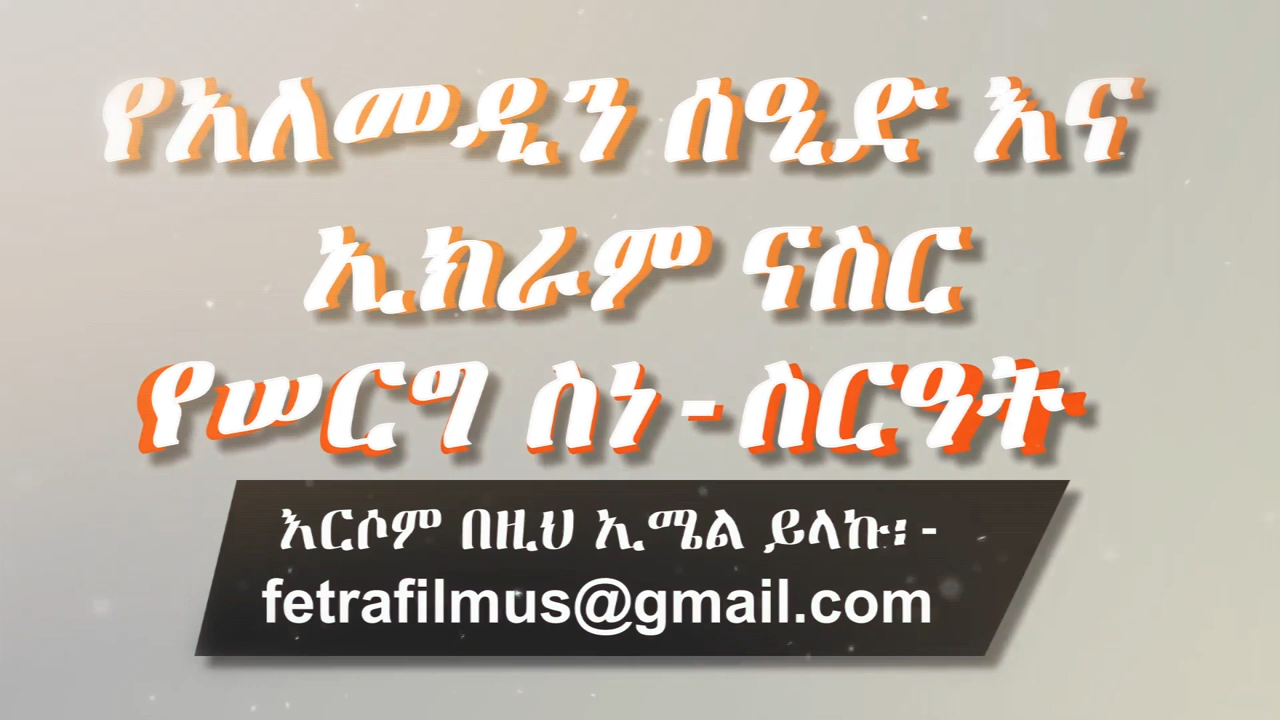 የአለመዲን ሰዒድ እና
ኢክራም ናስር
የሠርግ ስነ-ስርዓት
እርሶም በዚህ ኢሜል ይላኩ፡-
fetrafilmus@gmail.com